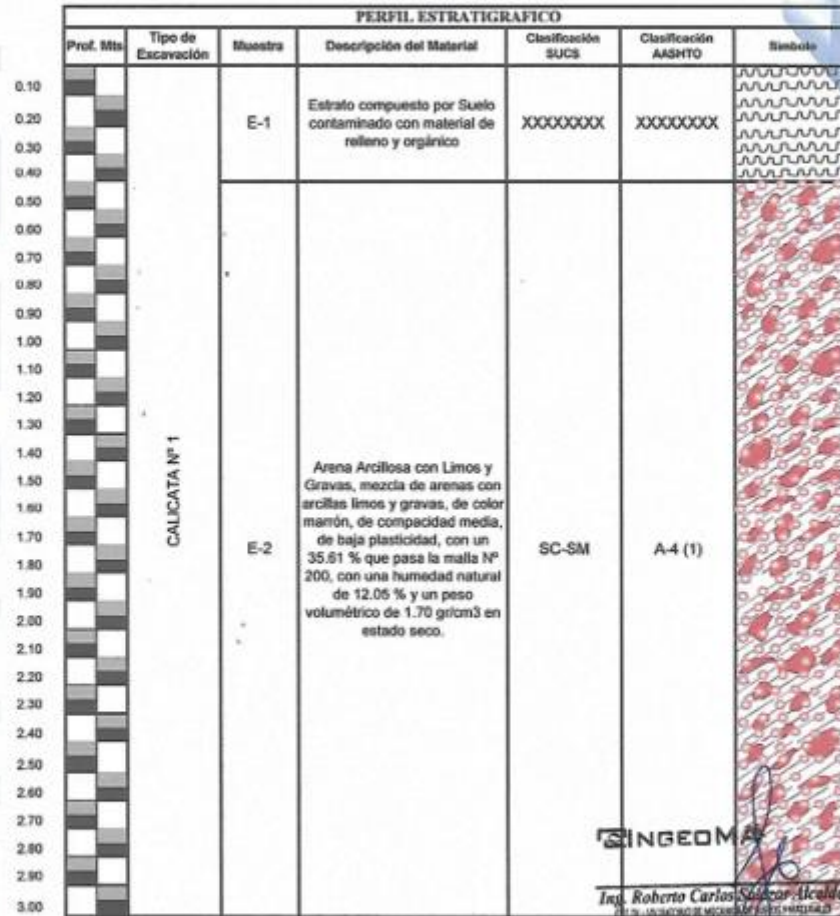 PERFIL ESTRATIGRAFICO
Prof. Mts
Tipo de
Excavación
Muestra
Descripción del Material
Clasificación
SUCS
Clasificación
AASHTO
Simbolo
0.10
0.20
0.30
0.40
0.50
0.60
0.70
0.80
0.90
1.00
1.10
1.20
1.30
1.40
1.50
1.60
1.70
1.80
1.90
2.00
2.10
2.20
2.30
2.40
2.50
2.60
2.70
2.80
2.90
3.00
CALICATA Nº 1
E-1
Estrato compuesto por Suelo
contaminado con material de
relleno y orgánico
XXXXXXXX
XXXXXXXX
E-2
Arena Arcillosa con Limos y
Gravas, mezcla de arenas con
arcillas limos y gravas, de color
marrón, de compacidad media,
de baja plasticidad, con un
35.61 % que pasa la malla Nº
200, con una humedad natural
de 12.05 % y un peso
volumétrico de 1.70 gr/cm3 en
estado seco.
SC-SM
A-4 (1)
INGEOMA
Ing. Roberto Carlos Salazar Alcalde